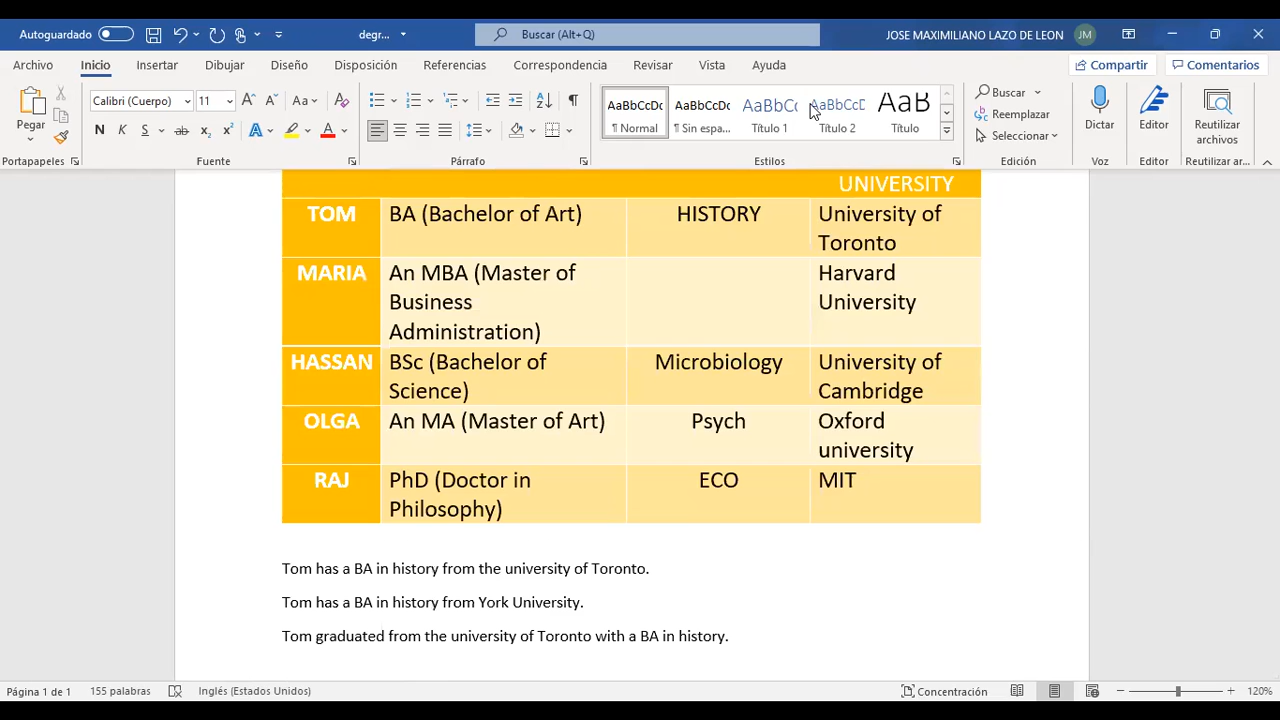 Autoguardado degr... Buscar (Alt+Q) JOSE MAXIMILIANO LAZO DE LEON JM
Archivo Inicio Insertar Dibujar Diseño Disposición Referencias Correspondencia Revisar Vista Ayuda Compartir Comentarios
Pegar
Calibri (Cuerpo) 11
AaBbCcDc AaBbCcDc AaBbCc AaBbCcD AaB
¶ Normal ¶ Sin espa... Título 1 Título 2 Título
Buscar
Reemplazar
Seleccionar
Dictar
Editor
Reutilizar
archivos
Portapapeles Fuente Párrafo Estilos Edición Voz Editor Reutilizar ar...
UNIVERSITY
TOM BA (Bachelor of Art) HISTORY University of
Toronto
MARIA An MBA (Master of Harvard
Business University
Administration)
HASSAN BSc (Bachelor of Microbiology University of
Science) Cambridge
OLGA An MA (Master of Art) Psych Oxford
university
RAJ PhD (Doctor in ECO MIT
Philosophy)
Tom has a BA in history from the university of Toronto.
Tom has a BA in history from York University.
Tom graduated from the university of Toronto with a BA in history.
Página 1 de 1 155 palabras Inglés (Estados Unidos) Concentración 120%